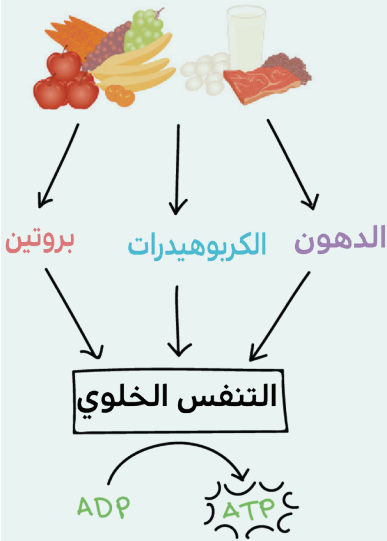 الدهون
الكربوهيدرات
بروتين
التنفس الخلوي
ADP
ATP